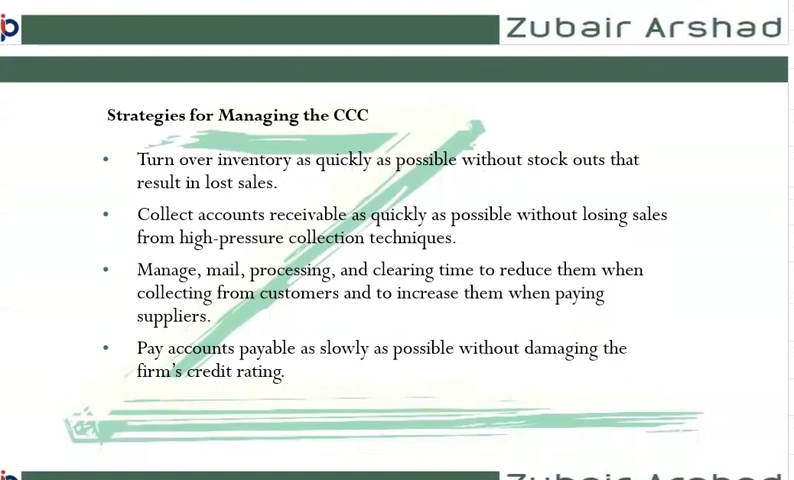 Zubair Arshad
Strategies for Managing the CCC
• Turn over inventory as quickly as possible without stock outs that
result in lost sales.
• Collect accounts receivable as quickly as possible without losing sales
from high-pressure collection techniques.
• Manage, mail, processing, and clearing time to reduce them when
collecting from customers and to increase them when paying
suppliers.
• Pay accounts payable as slowly as possible without damaging the
firm's credit rating.
Zubair Arshad